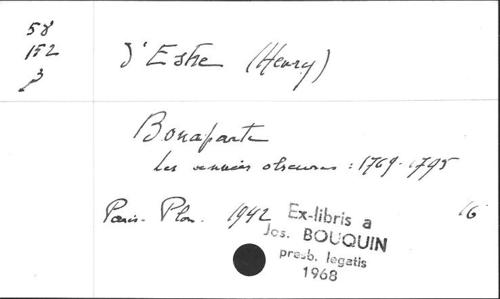 58
152
3
d'Estre (Henry)
Bonaparte
Les années obscures : 1769-1795
Paris. Plon. 1942 16
Ex-libris a
Jos. BOUQUIN
presb. legatis
1968